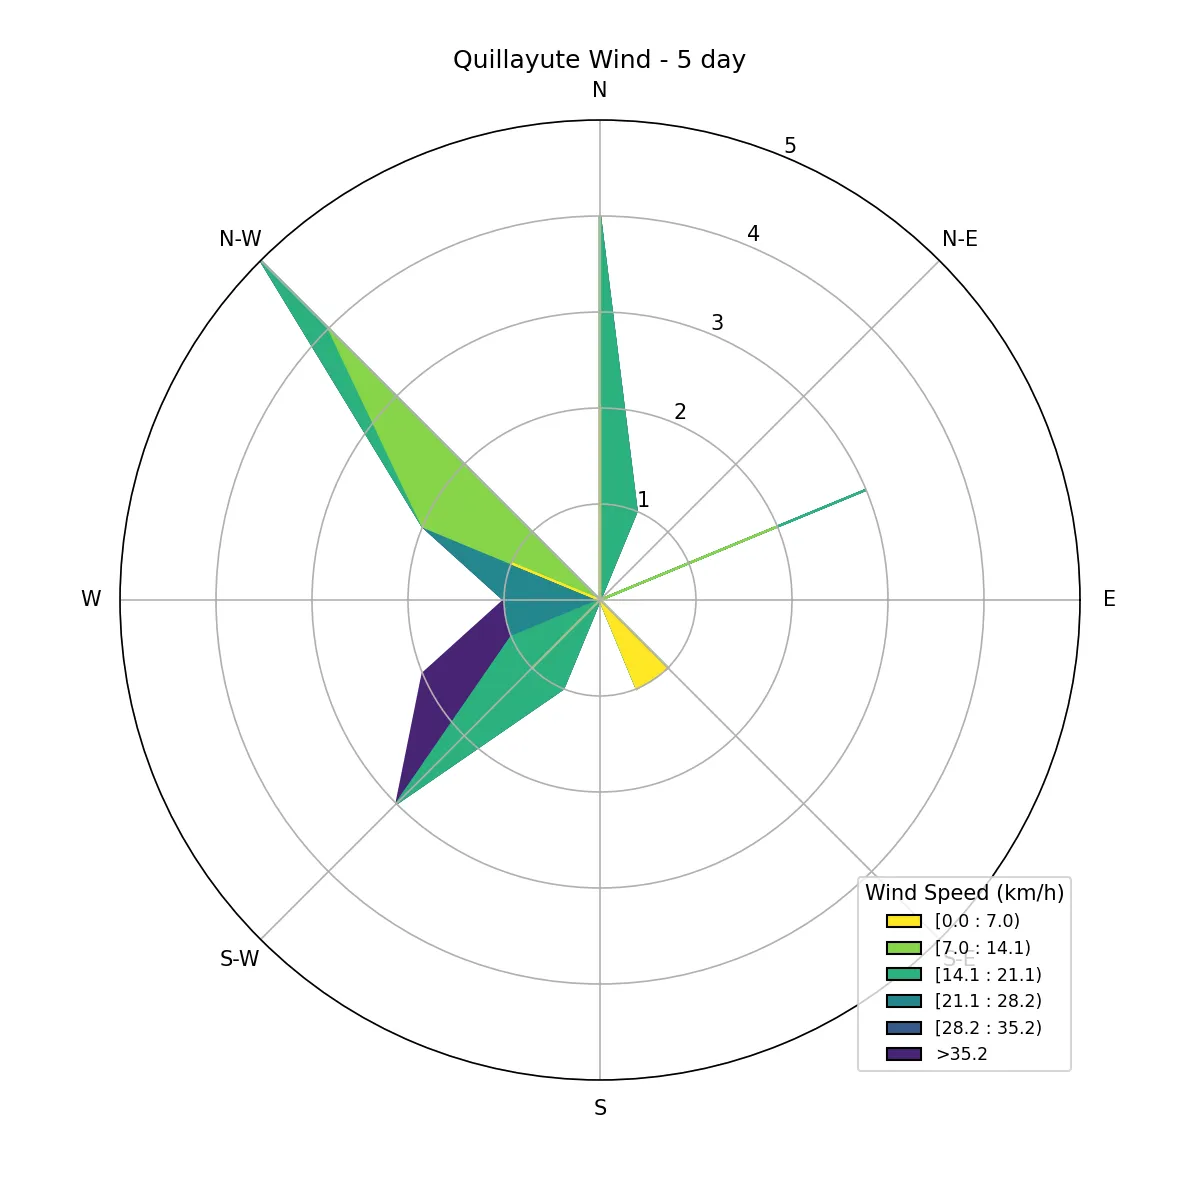 Quillayute Wind - 5 day
N
5
N-W
N-E
4
3
2
1
W
E
Wind Speed (km/h)
[0.0 : 7.0)
[7.0 : 14.1)
S-W
S-E
[14.1 : 21.1)
[21.1 : 28.2)
[28.2 : 35.2)
>35.2
S